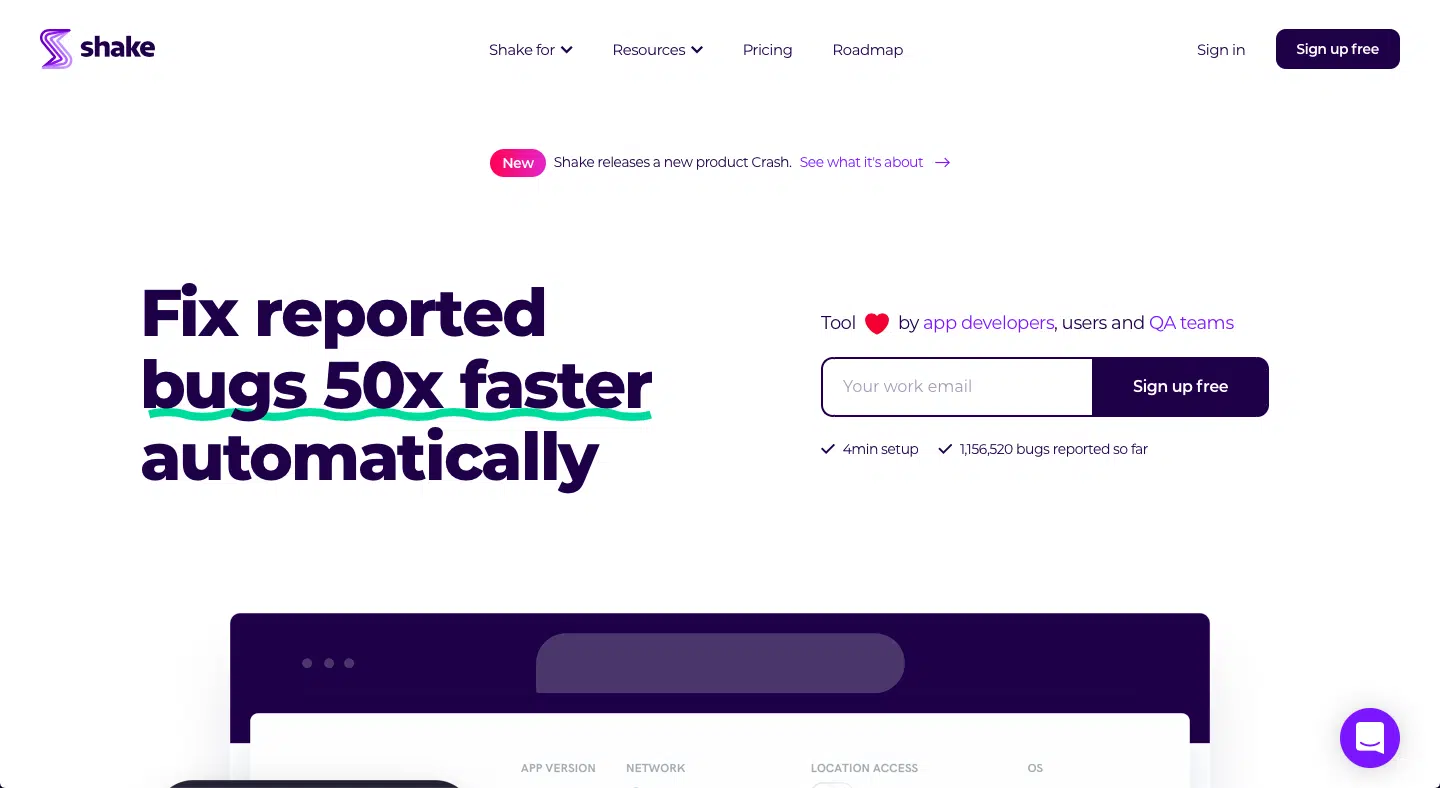 shake
Shake for
Resources
Pricing
Roadmap
Sign in
Sign up free
New Shake releases a new product Crash. See what it's about →
Fix reported
bugs 50x faster
automatically
Tool ❤ by app developers, users and QA teams
Your work email
Sign up free
4min setup
1,156,520 bugs reported so far
APP VERSION
NETWORK
LOCATION ACCESS
OS